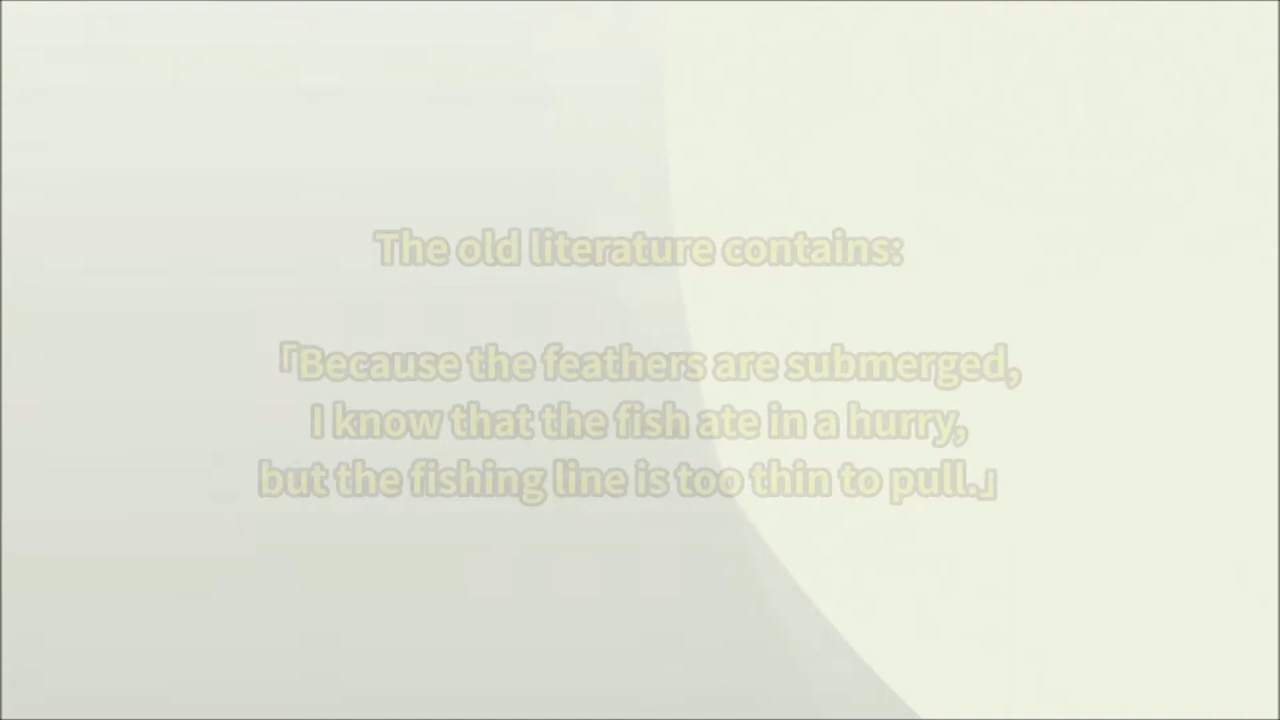 The old literature contains:
「Because the feathers are submerged,
I know that the fish ate in a hurry,
but the fishing line is too thin to pull.」